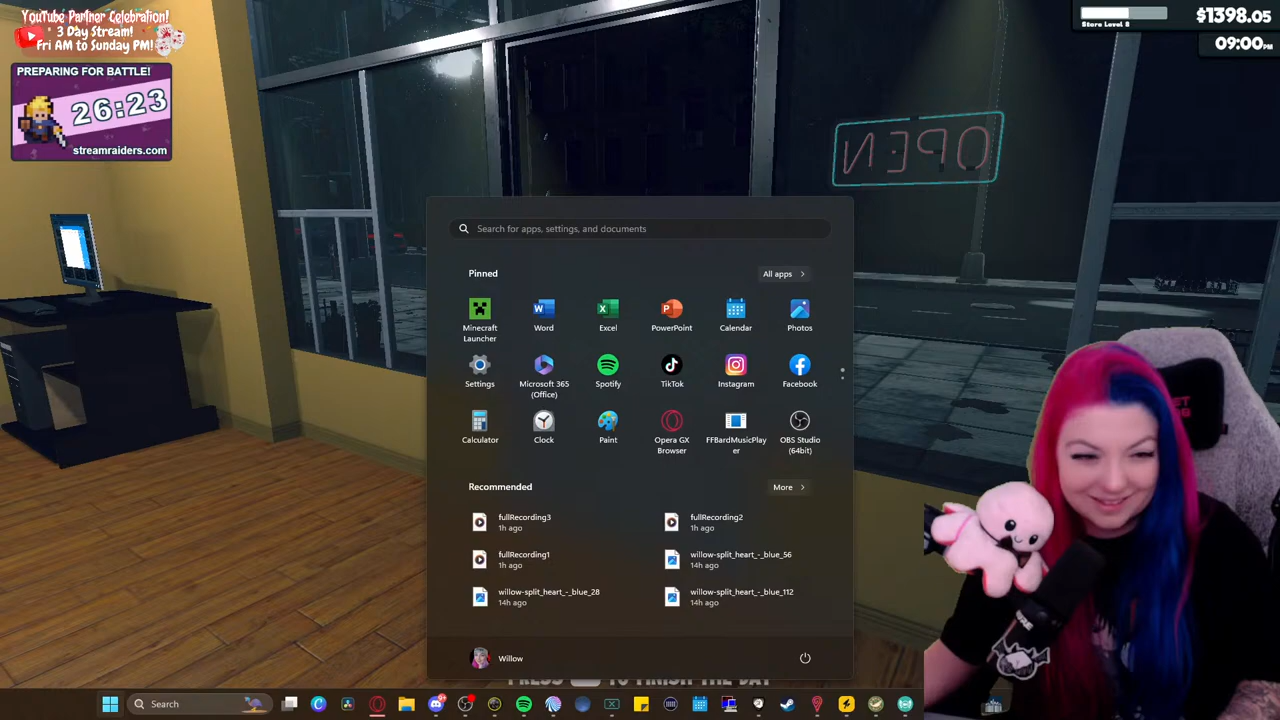 YouTube Partner Celebration!
3 Day Stream!
Fri AM to Sunday PM!
PREPARING FOR BATTLE!
26:23
streamraiders.com
$1398.05
Store Level 8
09:00PM
OPEN
Search for apps, settings, and documents
Pinned
All apps
Minecraft Launcher
Word
Excel
PowerPoint
Calendar
Photos
Settings
Microsoft 365 (Office)
Spotify
TikTok
Instagram
Facebook
Calculator
Clock
Paint
Opera GX Browser
FFBardMusicPlayer
OBS Studio (64bit)
Recommended
More
fullRecording3
1h ago
fullRecording2
1h ago
fullRecording1
1h ago
willow-split_heart_-_blue_56
14h ago
willow-split_heart_-_blue_28
14h ago
willow-split_heart_-_blue_112
14h ago
Willow
PRESS TO FINISH THE DAY
Search